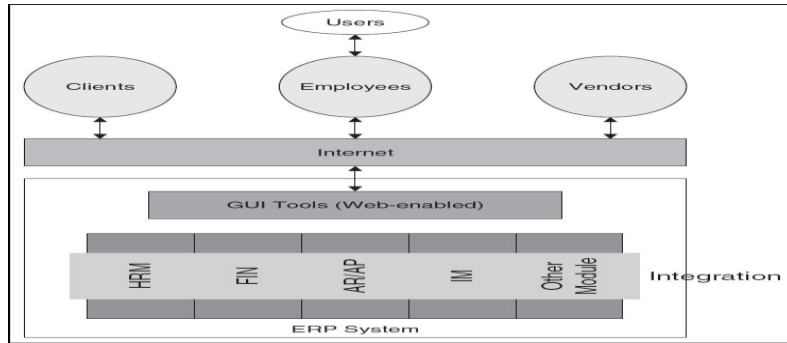 Users
Clients
Employees
Vendors
Internet
GUI Tools (Web-enabled)
HRM
FIN
AR/AP
IM
Other
Module
Integration
ERP System